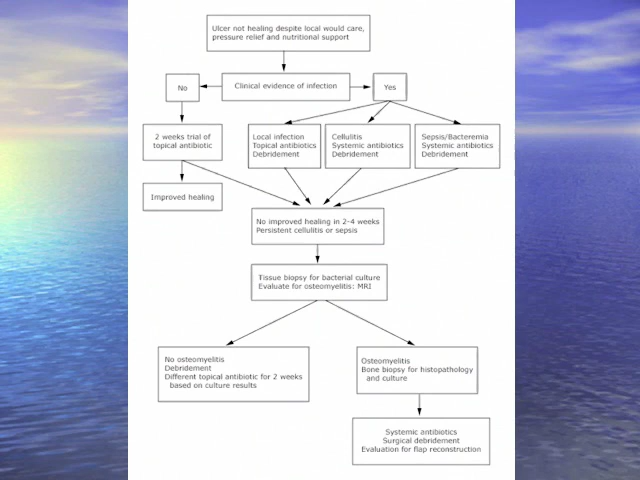 Ulcer not healing despite local would care,
pressure relief and nutritional support
No
Clinical evidence of infection
Yes
2 weeks trial of
topical antibiotic
Local infection
Topical antibiotics
Debridement
Cellulitis
Systemic antibiotics
Debridement
Sepsis/Bacteremia
Systemic antibiotics
Debridement
Improved healing
No improved healing in 2-4 weeks
Persistent cellulitis or sepsis
Tissue biopsy for bacterial culture
Evaluate for osteomyelitis: MRI
No osteomyelitis
Debridement
Different topical antibiotic for 2 weeks
based on culture results
Osteomyelitis
Bone biopsy for histopathology
and culture
Systemic antibiotics
Surgical debridement
Evaluation for flap reconstruction